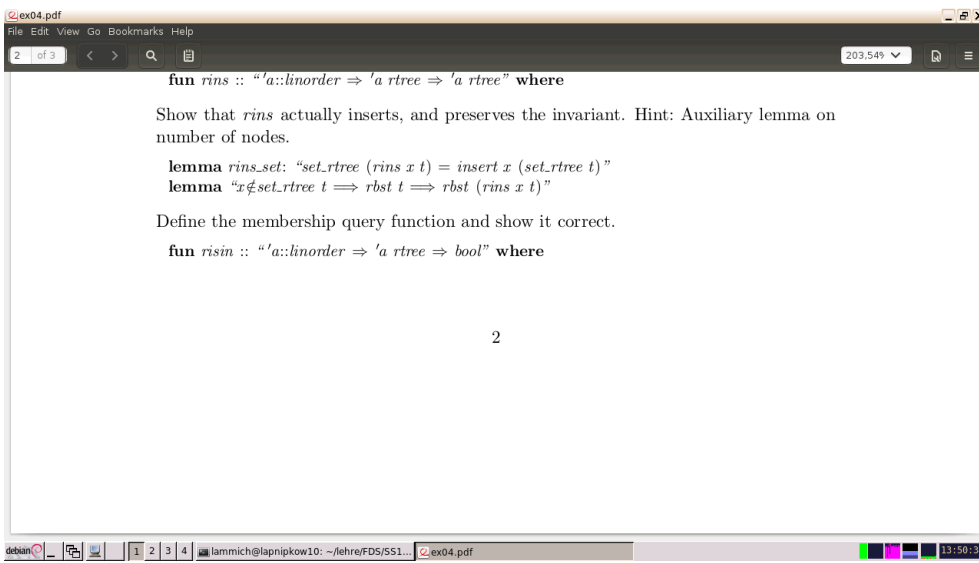 ex04.pdf
File Edit View Go Bookmarks Help
2 of 3 203,54%
fun rins :: “'a::linorder ⇒ 'a rtree ⇒ 'a rtree” where
Show that rins actually inserts, and preserves the invariant. Hint: Auxiliary lemma on
number of nodes.
lemma rins_set: “set_rtree (rins x t) = insert x (set_rtree t)”
lemma “x∉set_rtree t ⟹ rbst t ⟹ rbst (rins x t)”
Define the membership query function and show it correct.
fun risin :: “'a::linorder ⇒ 'a rtree ⇒ bool” where
2
debian 1 2 3 4 lammich@lapnipkow10: ~/lehre/FDS/SS1... ex04.pdf 13:50:3